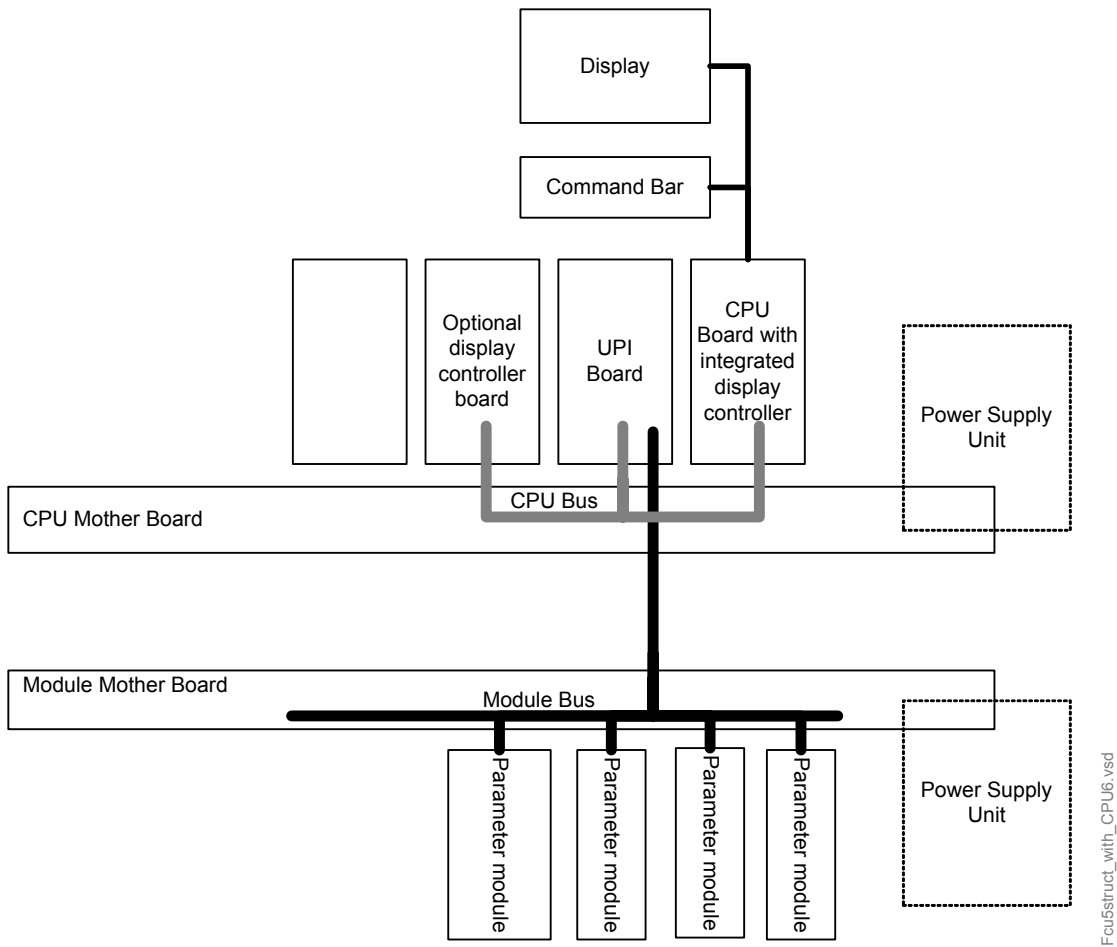 Display
Command Bar
Optional
display
controller
board
UPI
Board
CPU
Board with
integrated
display
controller
Power Supply
Unit
CPU Bus
CPU Mother Board
Module Mother Board
Module Bus
Parameter module
Parameter module
Parameter module
Parameter module
Power Supply
Unit
Fcu5struct_with_CPU6.vsd